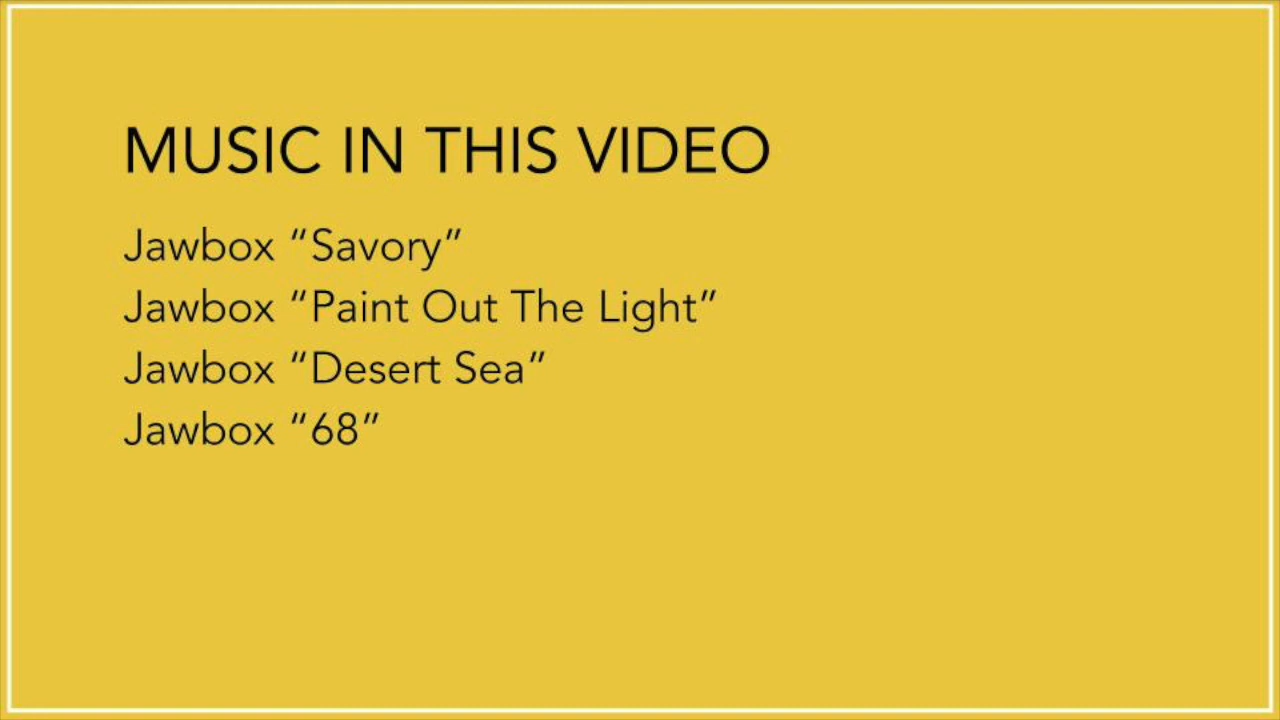 MUSIC IN THIS VIDEO
Jawbox “Savory”
Jawbox “Paint Out The Light”
Jawbox “Desert Sea”
Jawbox “68”